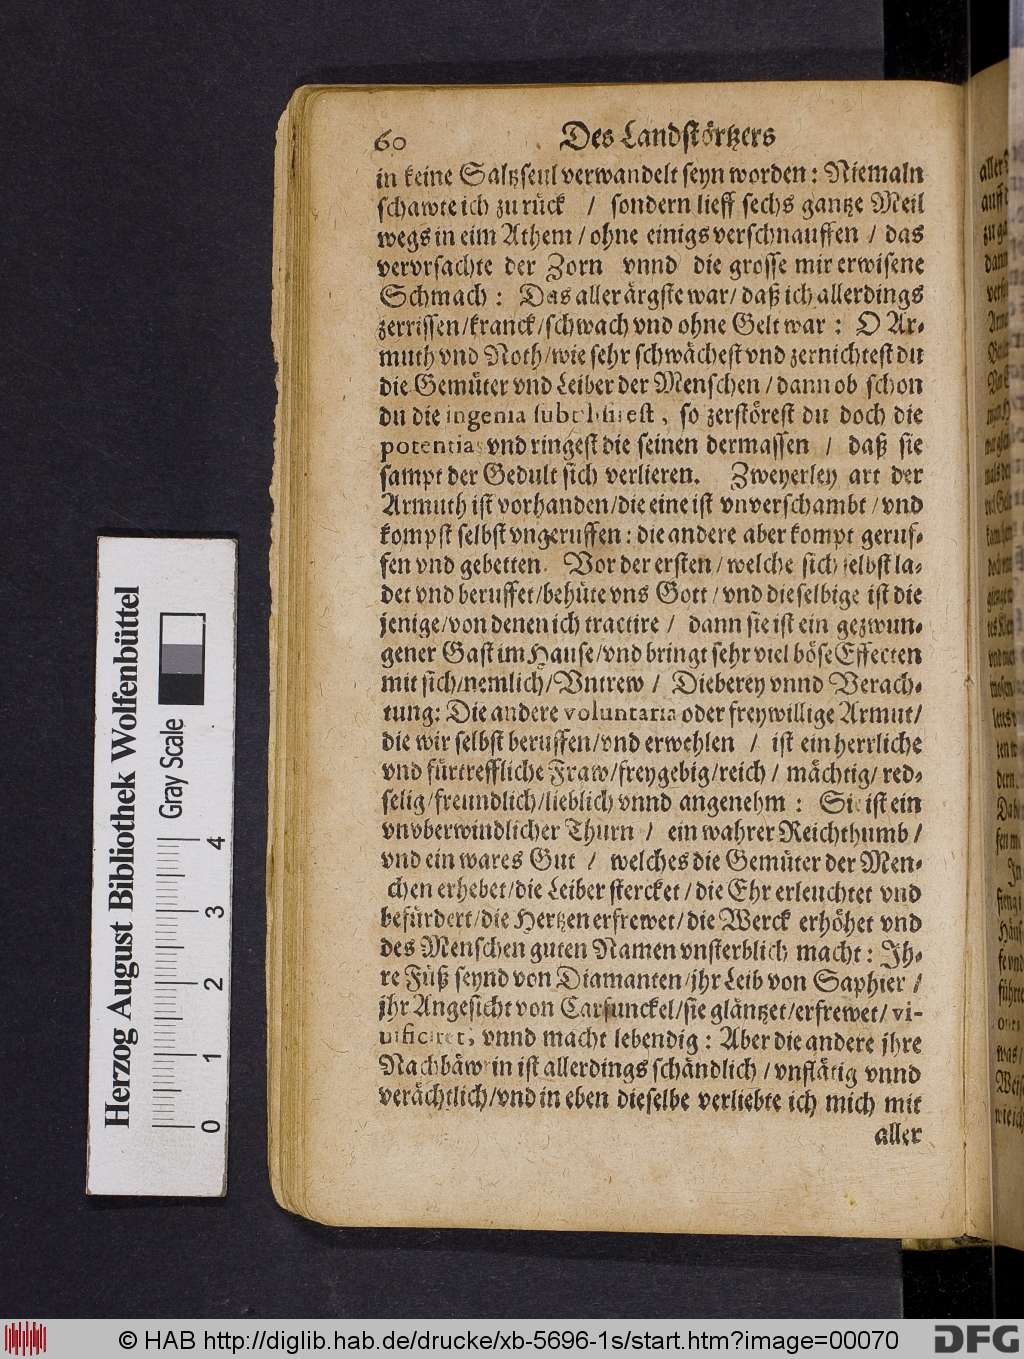 60 Des Landstörtzers
in keine Saltzseul verwandelt seyn worden: Niemaln
schawte ich zu rück / sondern lieff sechs gantze Meil
wegs in eim Athem / ohne einigs verschnauffen / das
vervrsachte der Zorn vnnd die grosse mir erwisene
Schmach: Das aller ärgste war / daß ich allerdings
zerrissen / kranck / schwach vnd ohne Gelt war: O Ar-
muth vnd Noth / wie sehr schwächest vnd zernichtest du
die Gemüter vnd Leiber der Menschen / dann ob schon
du die ingenia subtilisirest, so zerstörest du doch die
potentias vnd ringest die seinen dermassen / daß sie
sampt der Gedult sich verlieren. Zweyerley art der
Armuth ist vorhanden / die eine ist vnverschambt / vnd
kompst selbst vngeruffen: die andere aber kompt geruf-
fen vnd gebetten. Vor der ersten / welche sich selbst la-
det vnd beruffet / behüte vns Gott / vnd dieselbige ist die
jenige / von denen ich tractire / dann sie ist ein gezwun-
gener Gast im Hause / vnd bringt sehr viel böse Effecten
mit sich / nemlich / Vntrew / Dieberey vnnd Verach-
tung: Die andere voluntaria oder freywillige Armut /
die wir selbst beruffen / vnd erwehlen / ist ein herrliche
vnd fürtreffliche Fraw / freygebig / reich / mächtig / red-
selig / freundlich / lieblich vnnd angenehm: Sie ist ein
vnvberwindlicher Thurn / ein wahrer Reichthumb /
vnd ein wares Gut / welches die Gemüter der Men-
chen erhebet / die Leiber stercket / die Ehr erleuchtet vnd
befürdert / die Hertzen erfrewet / die Werck erhöhet vnd
des Menschen guten Namen vnsterblich macht: Ih-
re Füß seynd von Diamanten / jhr Leib von Saphier /
jhr Angesicht von Carfunckel / sie gläntzet / erfrewet / vi-
uificiret, vnnd macht lebendig: Aber die andere jhre
Nachbäwrin ist allerdings schändlich / vnflätig vnnd
verächtlich / vnd in eben dieselbe verliebte ich mich mit
aller
Herzog August Bibliothek Wolfenbüttel
Gray Scale
0 1 2 3 4
© HAB http://diglib.hab.de/drucke/xb-5696-1s/start.htm?image=00070
DFG